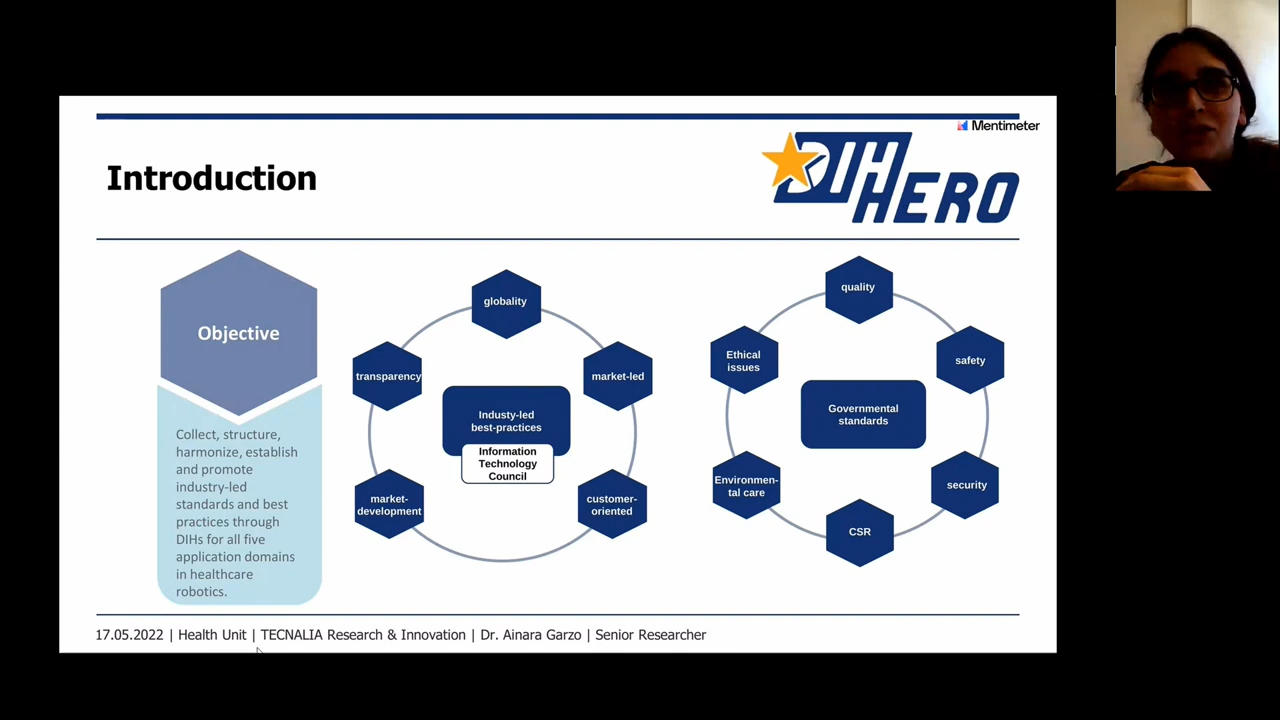 Mentimeter
Introduction
DIH
HERO
Objective
Collect, structure,
harmonize, establish
and promote
industry-led
standards and best
practices through
DIHs for all five
application domains
in healthcare
robotics.
globality
transparency
market-led
Industy-led
best-practices
Information
Technology
Council
market-
development
customer-
oriented
quality
Ethical
issues
safety
Governmental
standards
Environmen-
tal care
security
CSR
17.05.2022 | Health Unit | TECNALIA Research & Innovation | Dr. Ainara Garzo | Senior Researcher